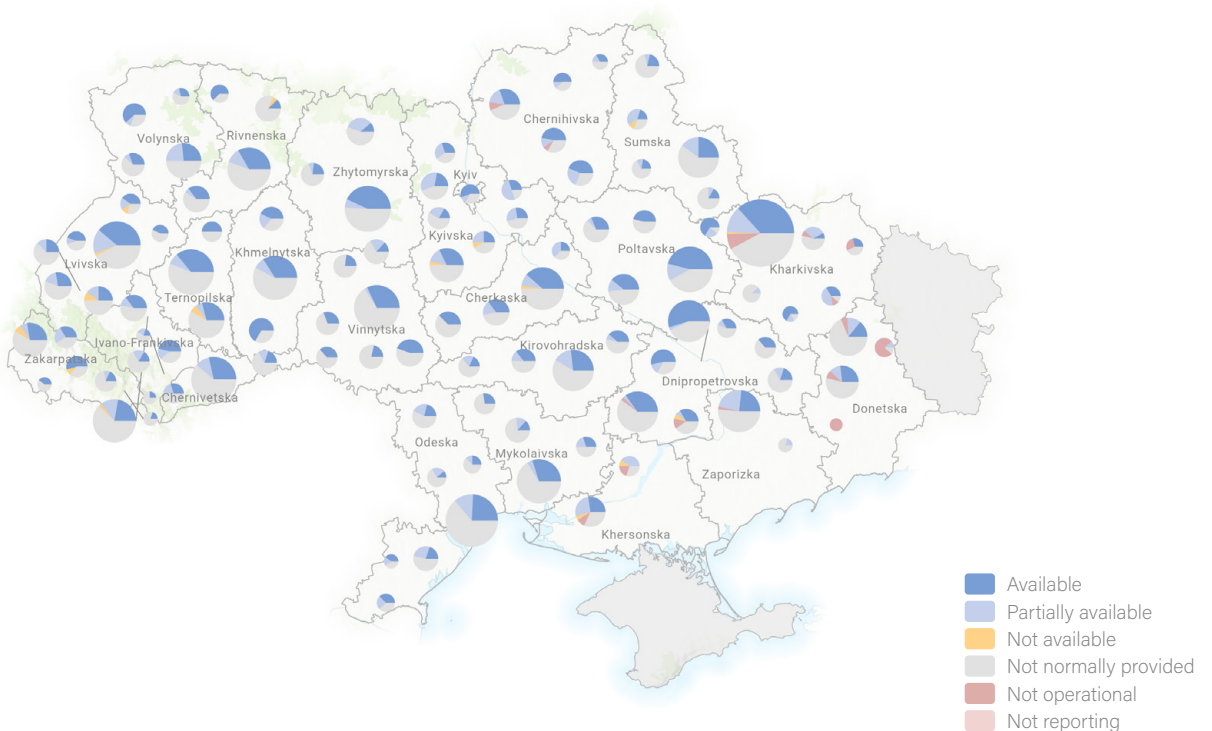 Chernihivska
Volynska
Rivnenska
Sumska
Zhytomyrska
Kyiv
Kyivska
Poltavska
Khmelnytska
Lvivska
Kharkivska
Ternopilska
Cherkaska
Vinnytska
Ivano-Frankivska
Kirovohradska
Zakarpatska
Dnipropetrovska
Chernivetska
Donetska
Odeska
Mykolaivska
Zaporizka
Khersonska
Available
Partially available
Not available
Not normally provided
Not operational
Not reporting